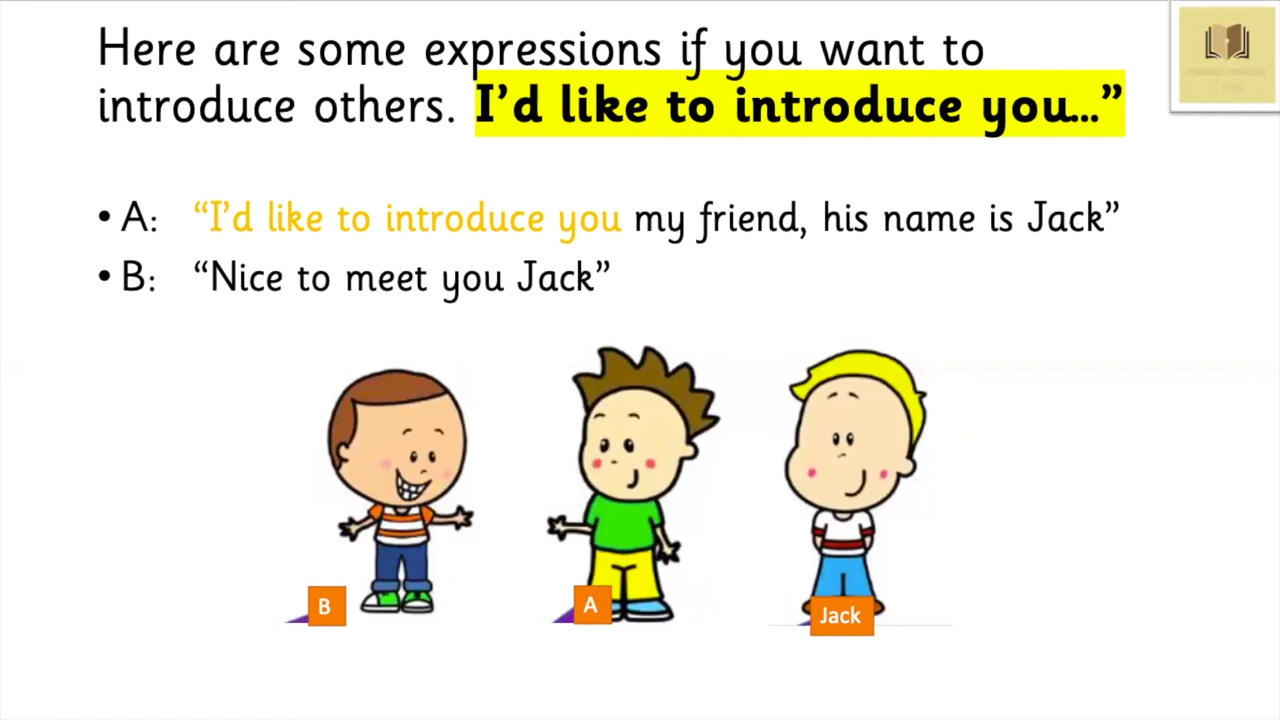 Here are some expressions if you want to
introduce others. I’d like to introduce you...”
• A: “I’d like to introduce you my friend, his name is Jack”
• B: “Nice to meet you Jack”
B
A
Jack